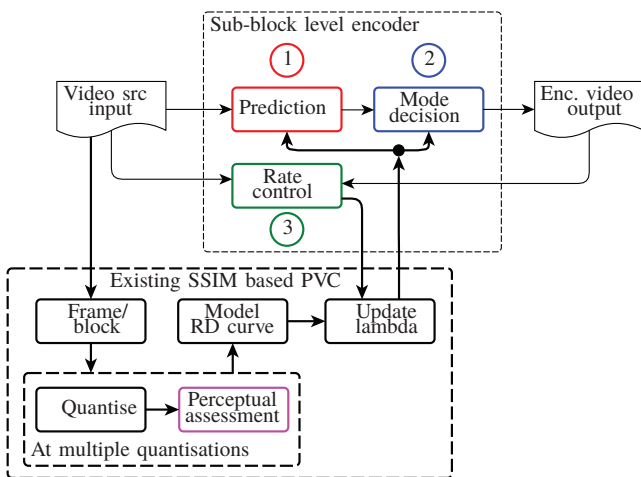 Sub-block level encoder
1
2
Video src
input
Prediction
Mode
decision
Enc. video
output
Rate
control
3
Existing SSIM based PVC
Frame/
block
Model
RD curve
Update
lambda
Quantise
Perceptual
assessment
At multiple quantisations